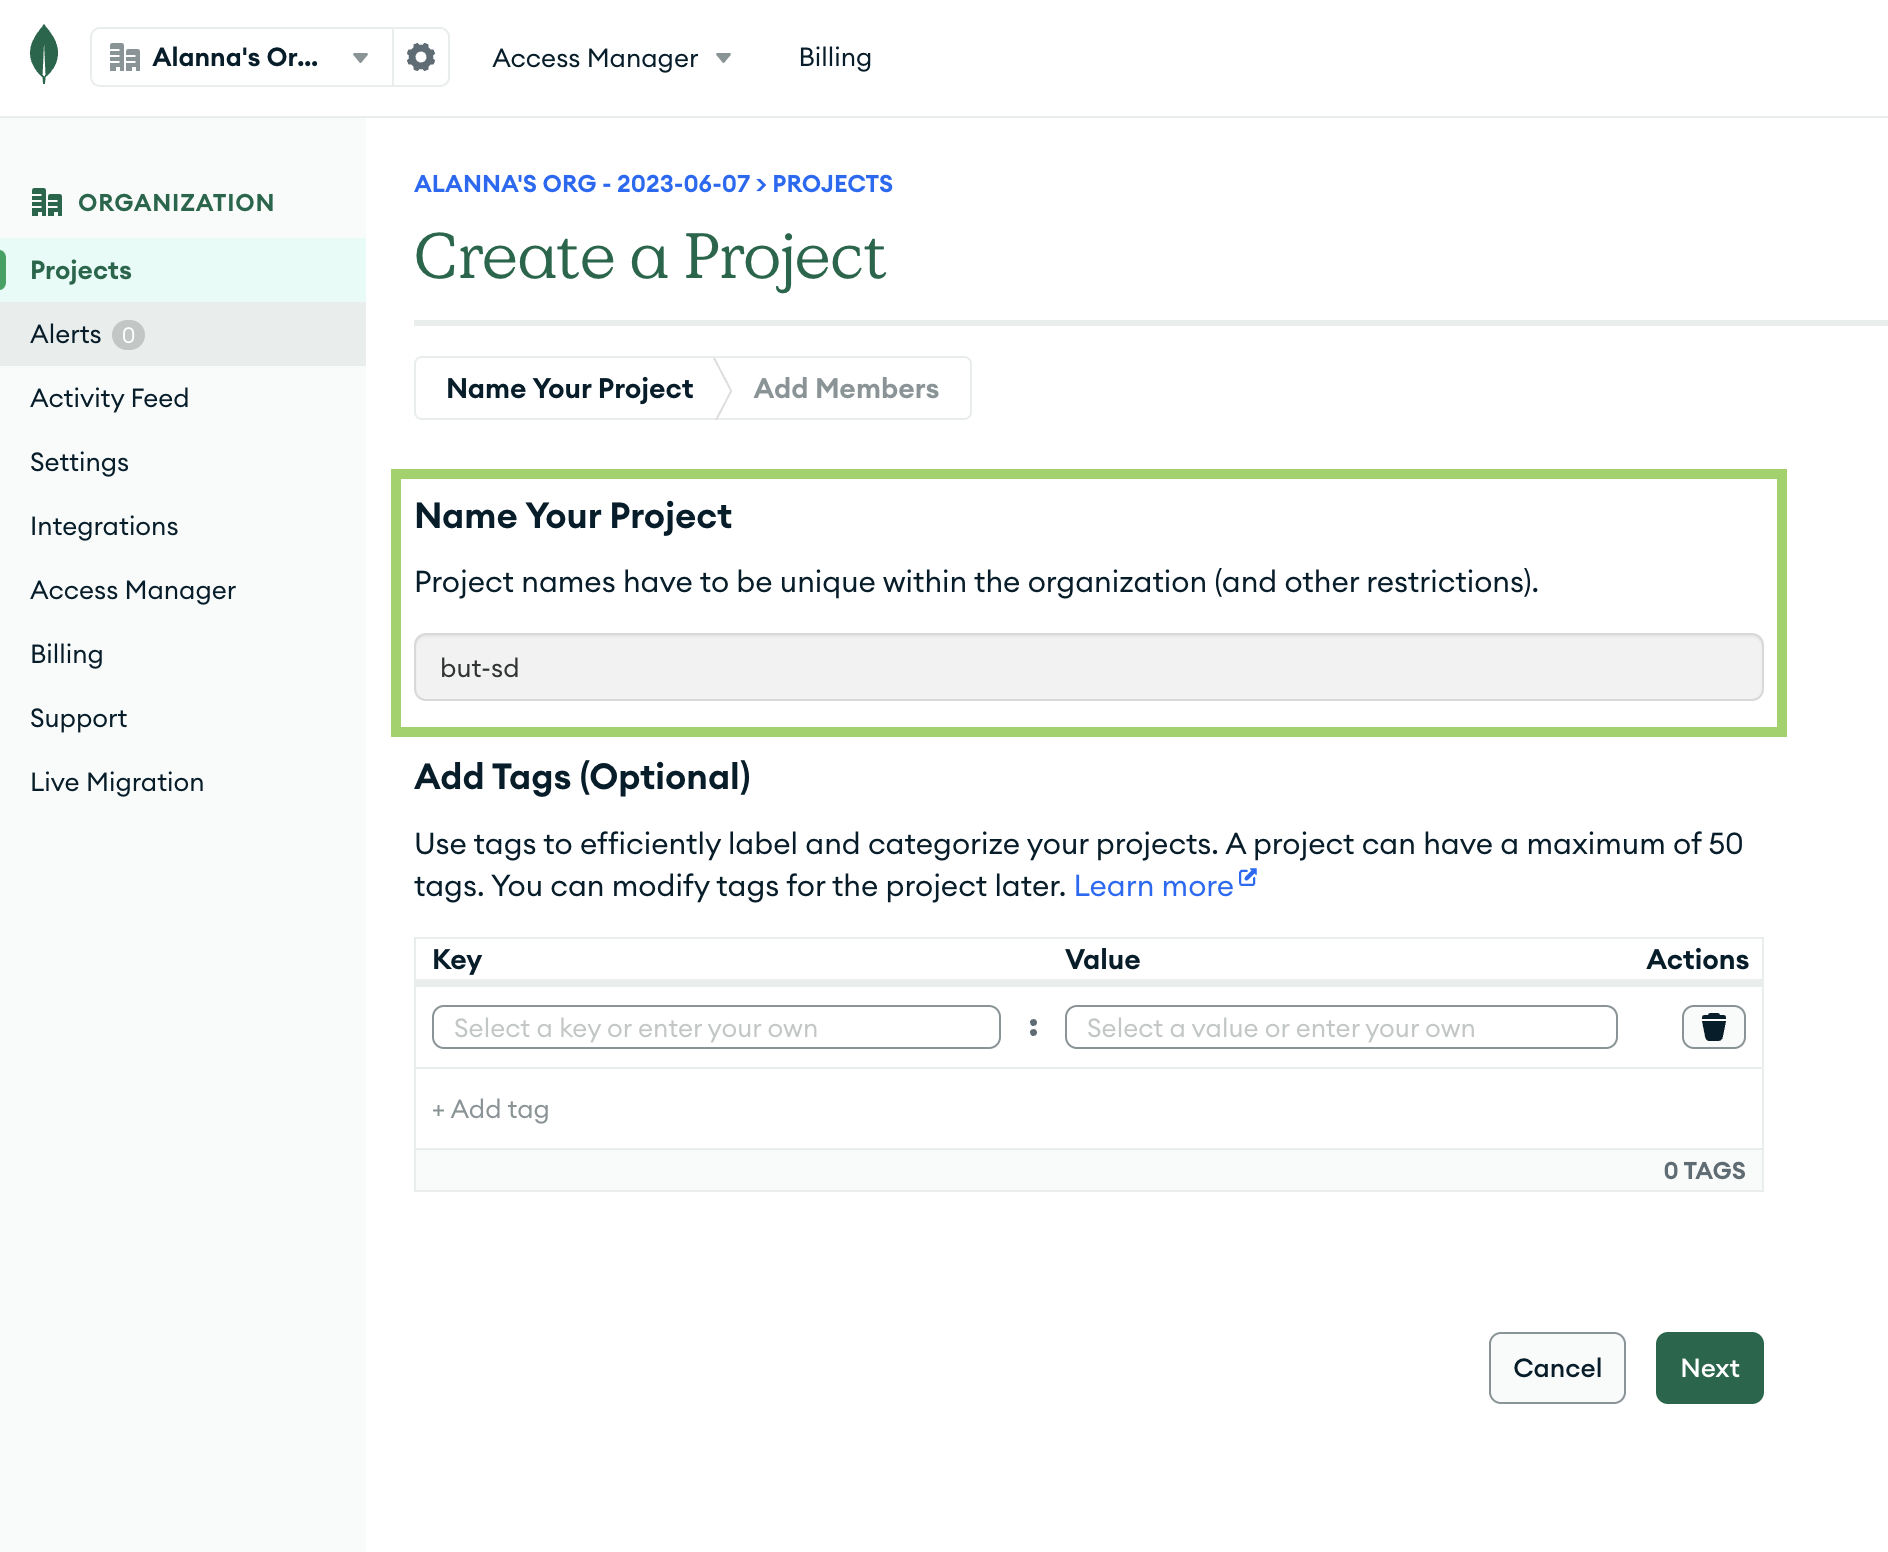 Alanna's Or...
Access Manager
Billing
ORGANIZATION
Projects
Alerts 0
Activity Feed
Settings
Integrations
Access Manager
Billing
Support
Live Migration
ALANNA'S ORG - 2023-06-07 > PROJECTS
Create a Project
Name Your Project
Add Members
Name Your Project
Project names have to be unique within the organization (and other restrictions).
but-sd
Add Tags (Optional)
Use tags to efficiently label and categorize your projects. A project can have a maximum of 50
tags. You can modify tags for the project later. Learn more
Key Value Actions
Select a key or enter your own : Select a value or enter your own
+ Add tag
0 TAGS
Cancel
Next